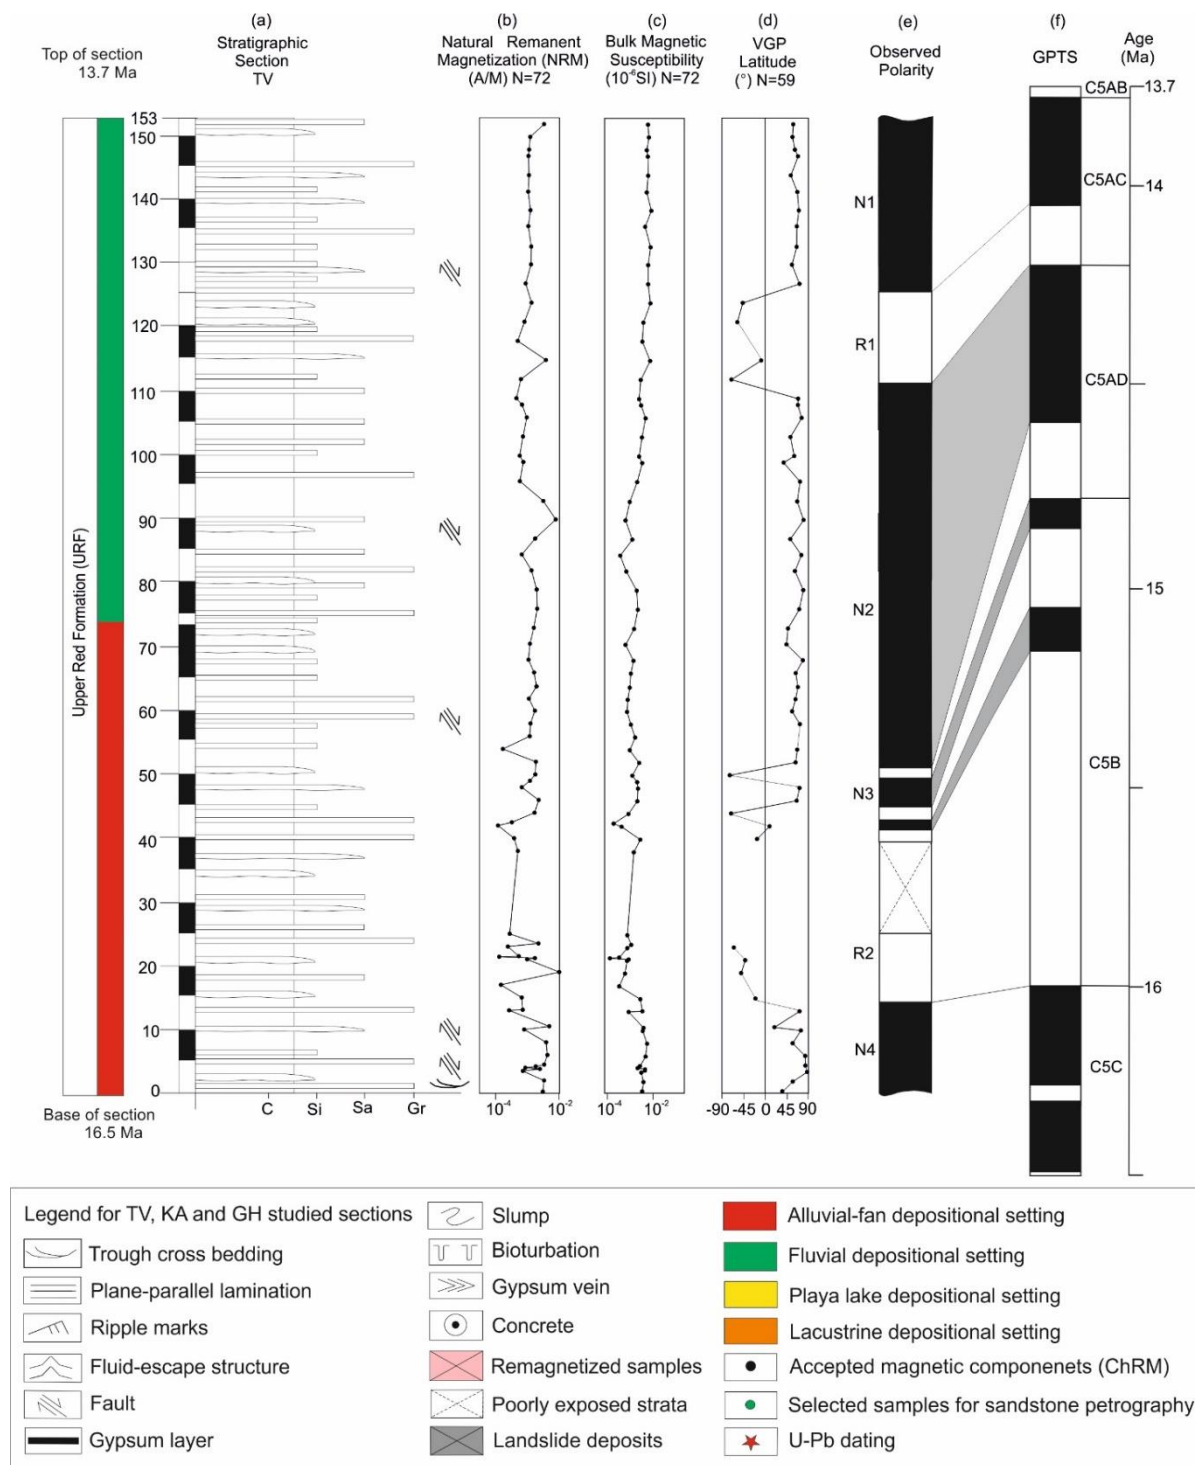 (a)
(b)
(c)
(d)
(e)
(f)
Top of section
13.7 Ma
Stratigraphic
Section
TV
Natural Remanent
Magnetization (NRM)
(A/M) N=72
Bulk Magnetic
Susceptibility
(10⁻⁶SI) N=72
VGP
Latitude
(°) N=59
Observed
Polarity
GPTS
Age
(Ma)
153
150
140
130
120
110
100
90
80
70
60
50
40
30
20
10
0
Upper Red Formation (URF)
Base of section
16.5 Ma
C
Si
Sa
Gr
10⁻⁴
10⁻²
10⁻⁴
10⁻²
-90 -45 0 45 90
N1
R1
N2
N3
R2
N4
C5AB
C5AC
C5AD
C5B
C5C
13.7
14
15
16
Legend for TV, KA and GH studied sections
Trough cross bedding
Plane-parallel lamination
Ripple marks
Fluid-escape structure
Fault
Gypsum layer
Slump
Bioturbation
Gypsum vein
Concrete
Remagnetized samples
Poorly exposed strata
Landslide deposits
Alluvial-fan depositional setting
Fluvial depositional setting
Playa lake depositional setting
Lacustrine depositional setting
Accepted magnetic componenets (ChRM)
Selected samples for sandstone petrography
U-Pb dating